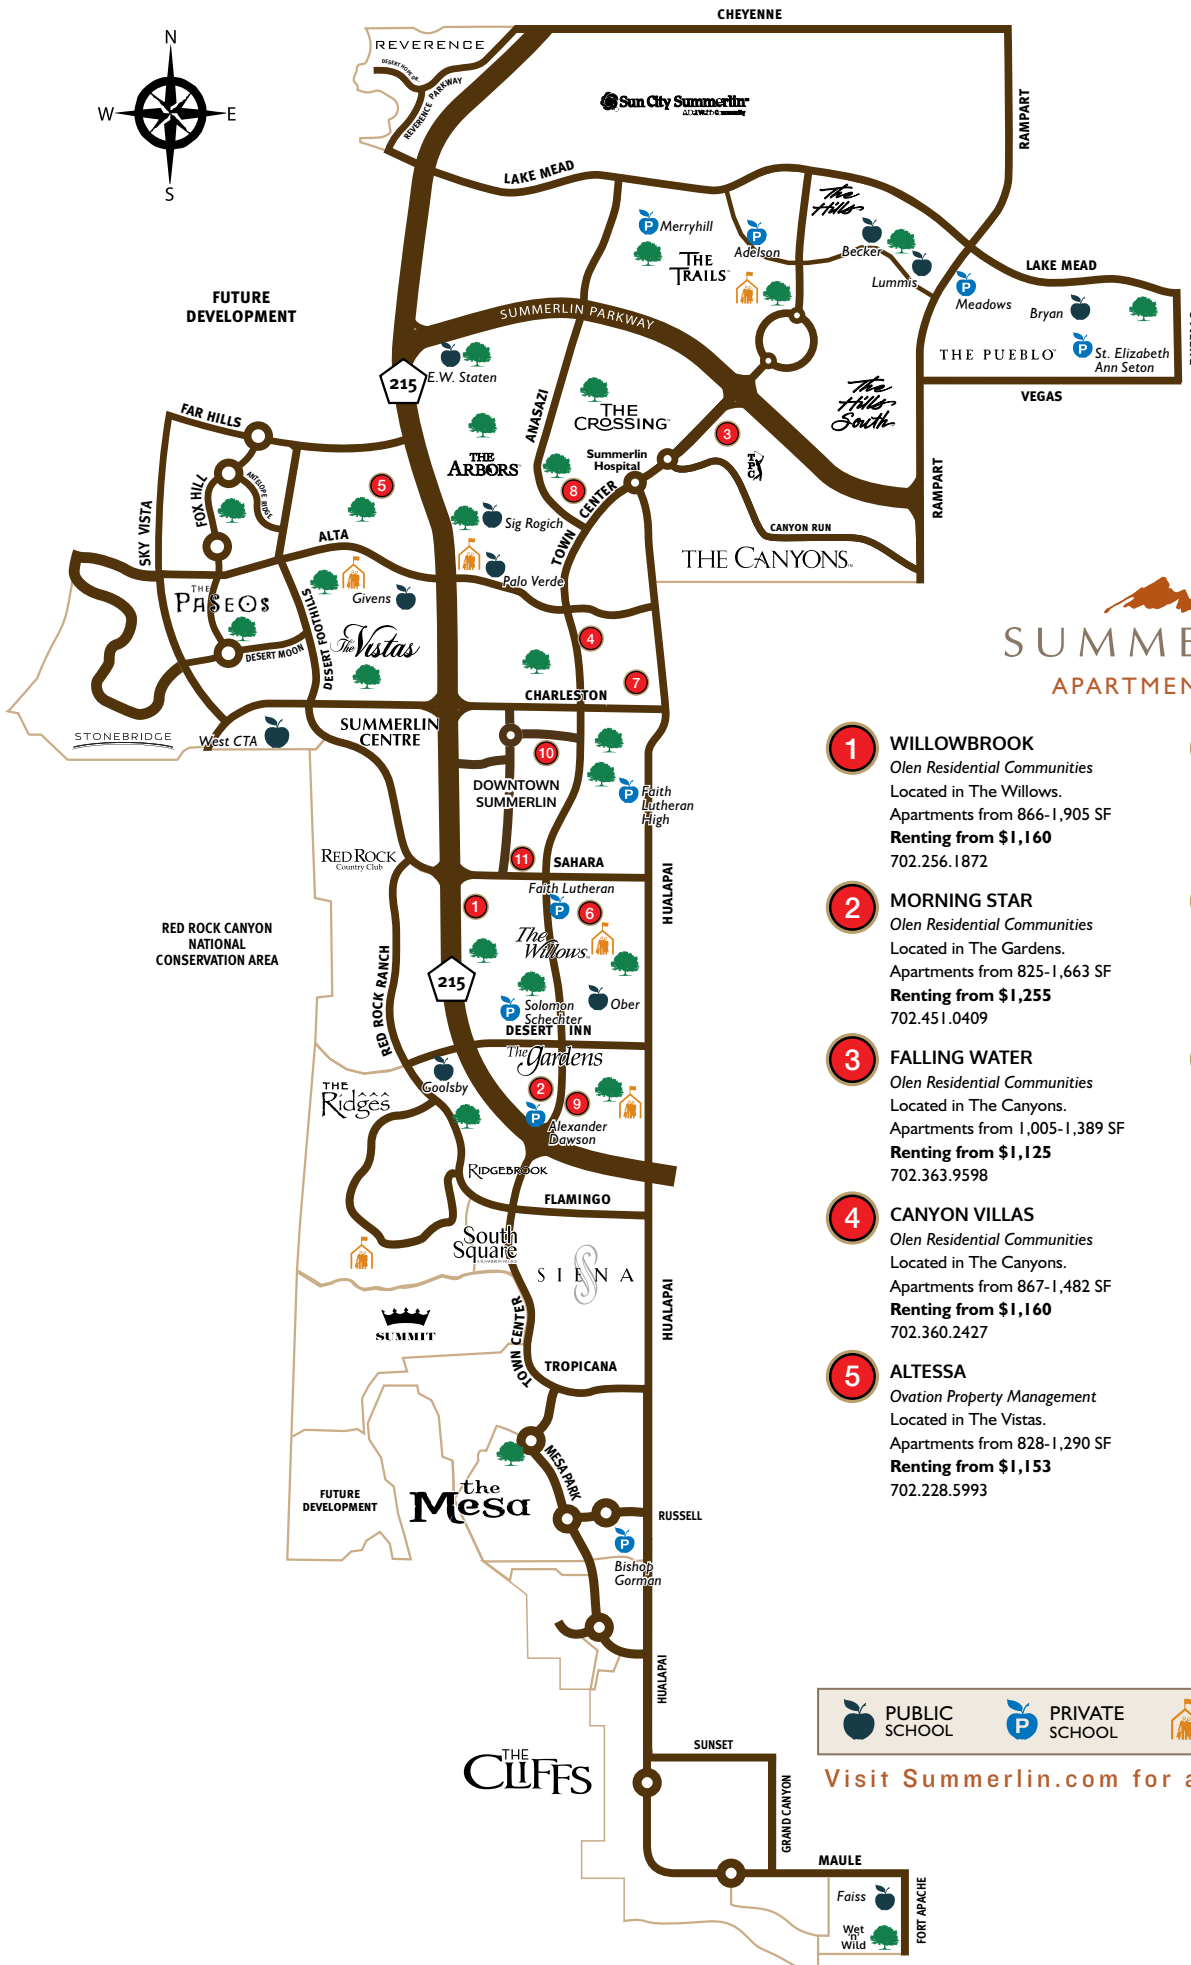 CHEYENNE
N
W
E
S
REVERENCE
DESERT HOPE DR.
REVERENCE PARKWAY
RAMPART
Sun City Summerlin
LAKE MEAD
The
Hills
Merryhill
Adelson
Becker
THE
TRAILS
Lummis
LAKE MEAD
Meadows
Bryan
FUTURE
DEVELOPMENT
SUMMERLIN PARKWAY
THE PUEBLO
St. Elizabeth
Ann Seton
E.W. Staten
215
VEGAS
ANASAZI
THE
CROSSING
The
Hills
South
FAR HILLS
3
Summerlin
Hospital
THE
ARBORS
TPC
FOX HILL
ANTELOPE RIDGE
5
8
RAMPART
SKY VISTA
TOWN CENTER
Sig Rogich
ALTA
CANYON RUN
THE CANYONS
Palo Verde
Givens
THE
PASEOS
DESERT FOOTHILLS
The Vistas
4
DESERT MOON
7
CHARLESTON
SUMMERLIN
CENTRE
STONEBRIDGE
West CTA
10
DOWNTOWN
SUMMERLIN
Faith
Lutheran
High
RED ROCK
Country Club
11
SAHARA
HUALAPAI
Faith Lutheran
1
6
RED ROCK CANYON
NATIONAL
CONSERVATION AREA
The
Willows
RED ROCK RANCH
215
Solomon
Schechter
Ober
DESERT INN
The Gardens
Goolsby
THE
Ridges
2
9
Alexander
Dawson
RIDGEBROOK
FLAMINGO
South
Square
SIENA
HUALAPAI
SUMMIT
TOWN CENTER
TROPICANA
MESA PARK
the
Mesa
FUTURE
DEVELOPMENT
RUSSELL
Bishop
Gorman
HUALAPAI
THE
CLIFFS
SUNSET
GRAND CANYON
MAULE
Faiss
FORT APACHE
Wet
'n'
Wild
SUMME
APARTMEN
1
WILLOWBROOK
Olen Residential Communities
Located in The Willows.
Apartments from 866-1,905 SF
Renting from $1,160
702.256.1872
2
MORNING STAR
Olen Residential Communities
Located in The Gardens.
Apartments from 825-1,663 SF
Renting from $1,255
702.451.0409
3
FALLING WATER
Olen Residential Communities
Located in The Canyons.
Apartments from 1,005-1,389 SF
Renting from $1,125
702.363.9598
4
CANYON VILLAS
Olen Residential Communities
Located in The Canyons.
Apartments from 867-1,482 SF
Renting from $1,160
702.360.2427
5
ALTESSA
Ovation Property Management
Located in The Vistas.
Apartments from 828-1,290 SF
Renting from $1,153
702.228.5993
PUBLIC
SCHOOL
P
PRIVATE
SCHOOL
Visit Summerlin.com for a